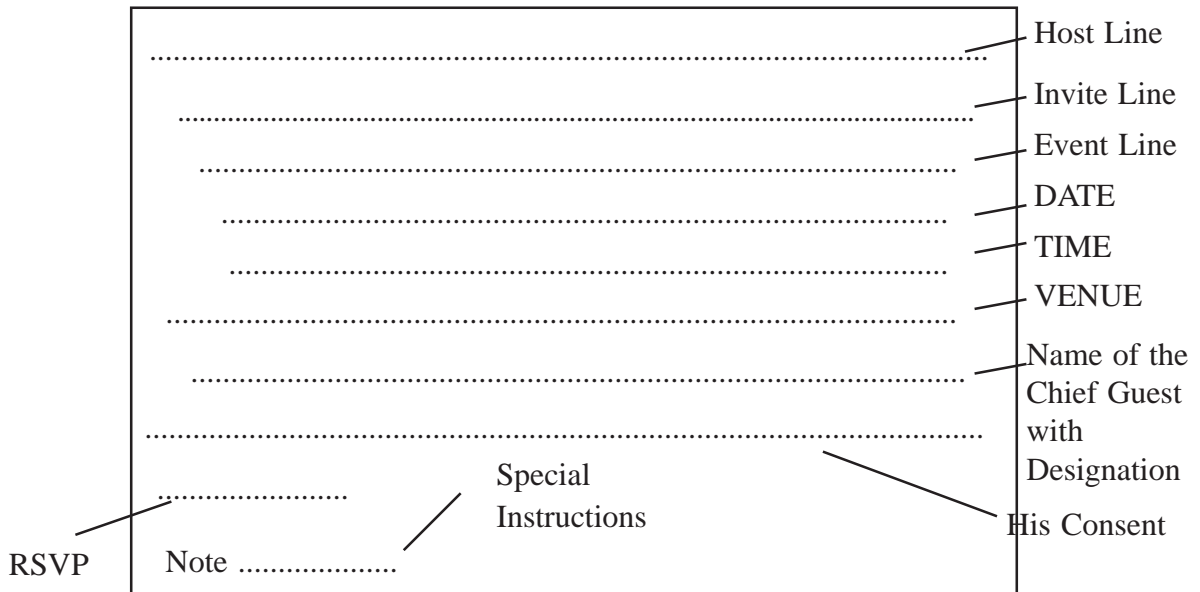 Host Line
Invite Line
Event Line
DATE
TIME
VENUE
Name of the
Chief Guest
with
Designation
His Consent
Special
Instructions
RSVP
Note ....................